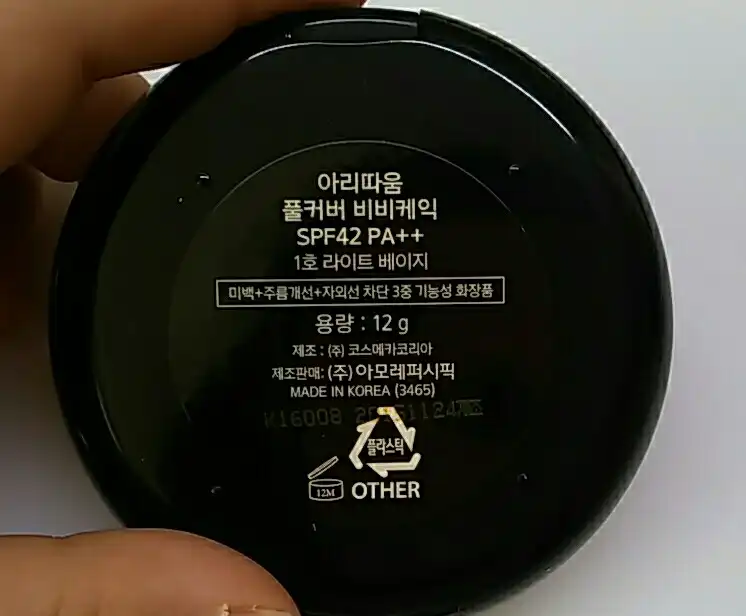 아리따움
풀커버 비비케익
SPF42 PA++
1호 라이트 베이지
미백+주름개선+자외선 차단 3중 기능성 화장품
용량 : 12 g
제조 : (주) 코스메카코리아
제조판매: (주) 아모레퍼시픽
MADE IN KOREA (3465)
K16008
플라스틱
12M OTHER